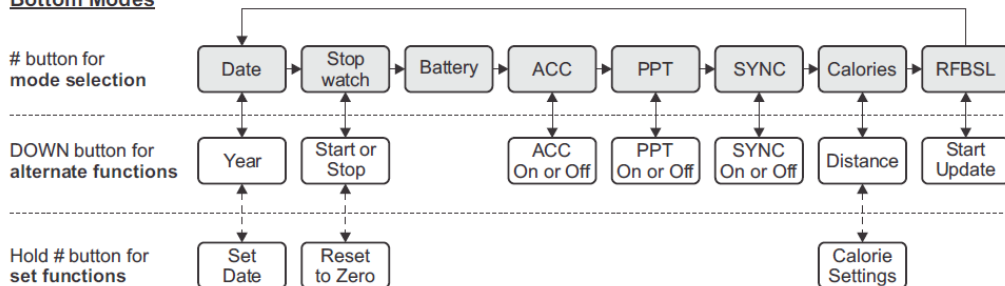 Bottom Modes
# button for
mode selection
Date
Stop
watch
Battery
ACC
PPT
SYNC
Calories
RFBSL
DOWN button for
alternate functions
Year
Start or
Stop
ACC
On or Off
PPT
On or Off
SYNC
On or Off
Distance
Start
Update
Hold # button for
set functions
Set
Date
Reset
to Zero
Calorie
Settings